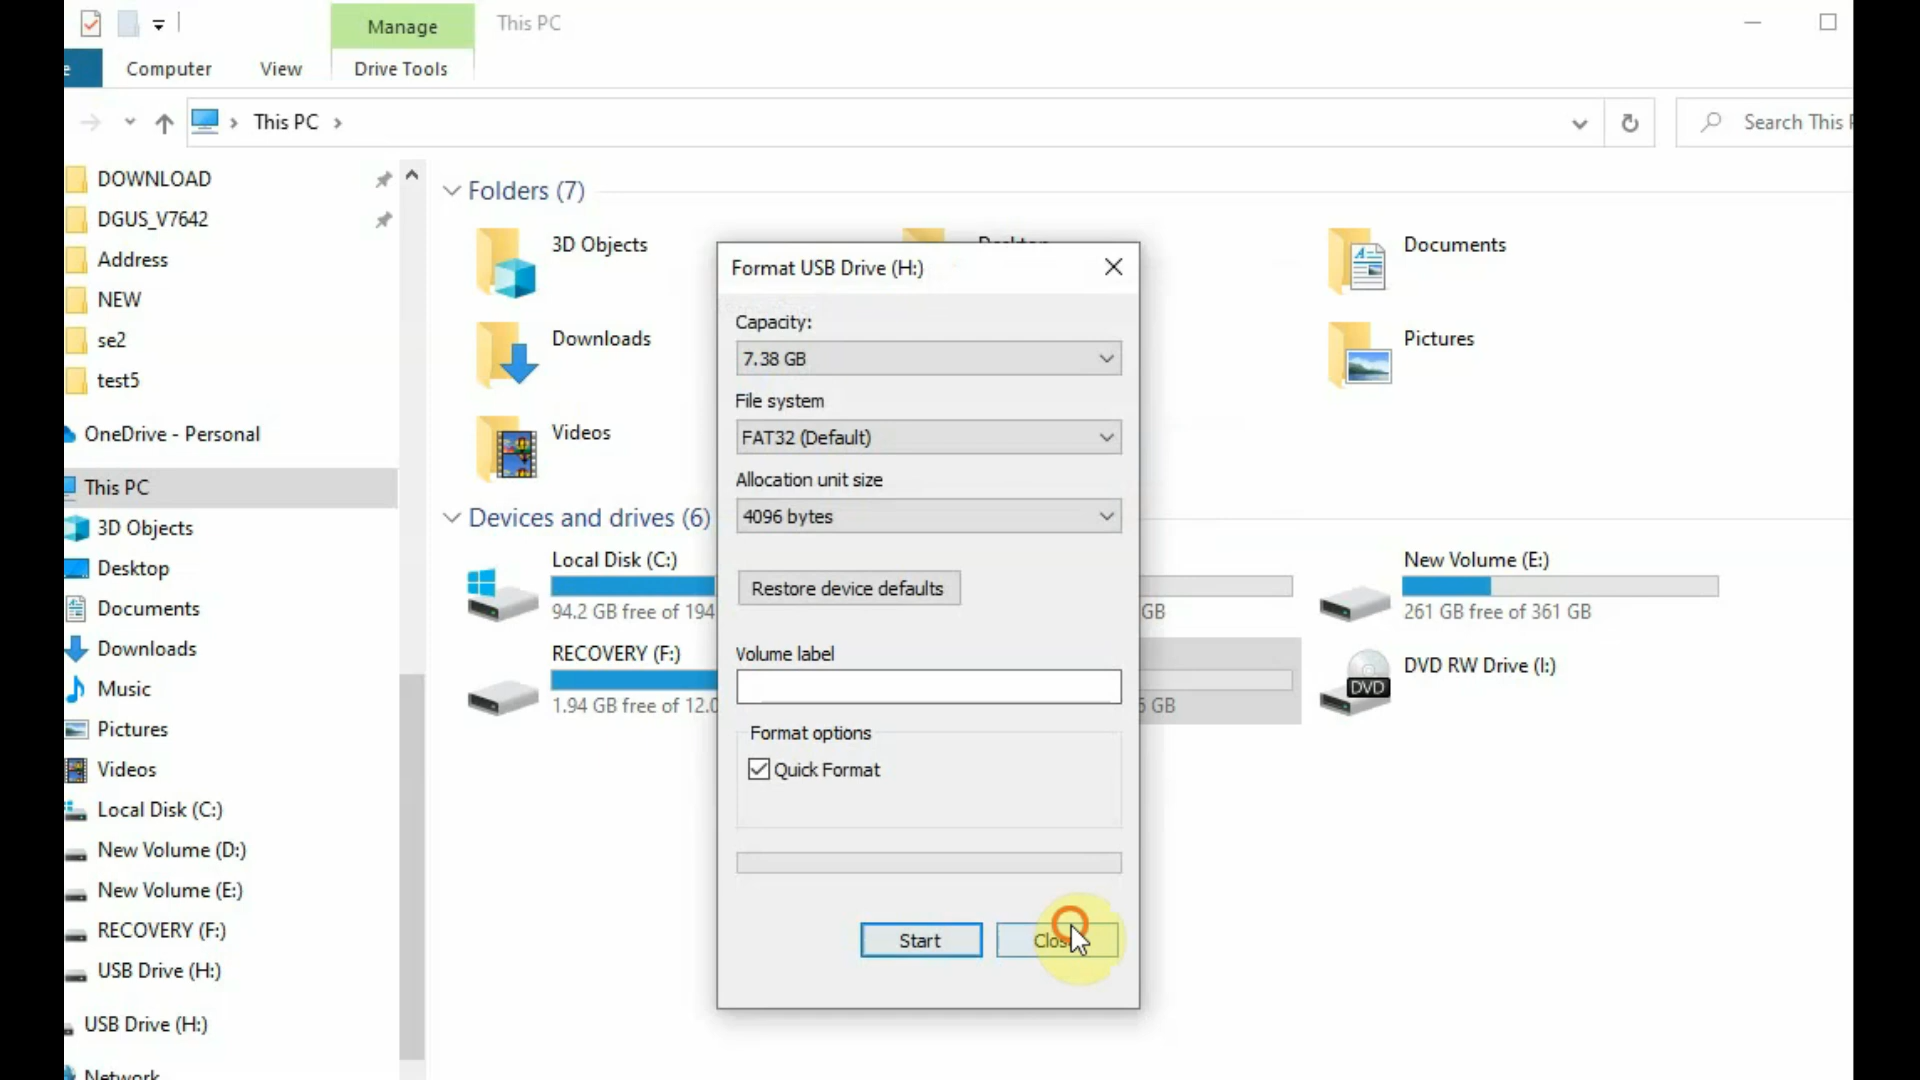 Manage
This PC
Computer
View
Drive Tools
This PC
Search This
DOWNLOAD
DGUS_V7642
Address
NEW
se2
test5
OneDrive - Personal
This PC
3D Objects
Desktop
Documents
Downloads
Music
Pictures
Videos
Local Disk (C:)
New Volume (D:)
New Volume (E:)
RECOVERY (F:)
USB Drive (H:)
USB Drive (H:)
Network
Folders (7)
3D Objects
Desktop
Documents
Downloads
Pictures
Videos
Devices and drives (6)
Local Disk (C:)
94.2 GB free of 194
GB
New Volume (E:)
261 GB free of 361 GB
RECOVERY (F:)
1.94 GB free of 12.0
GB
DVD RW Drive (I:)
DVD
Format USB Drive (H:)
Capacity:
7.38 GB
File system
FAT32 (Default)
Allocation unit size
4096 bytes
Restore device defaults
Volume label
Format options
Quick Format
Start
Close